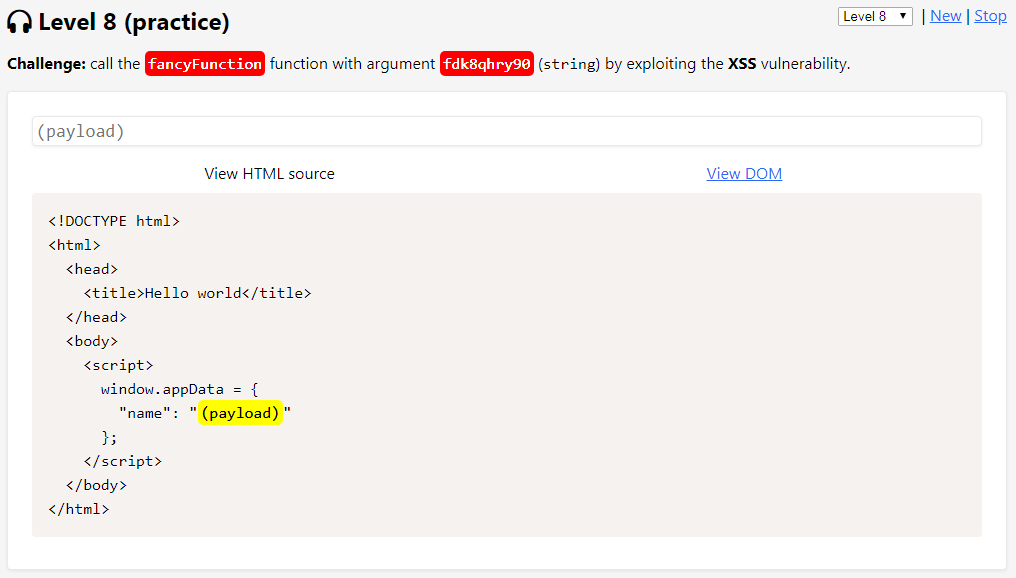 Level 8 (practice)
Level 8 | New | Stop
Challenge: call the fancyFunction function with argument fdk8qhry90 (string) by exploiting the XSS vulnerability.
(payload)
View HTML source
View DOM
<!DOCTYPE html>
<html>
  <head>
    <title>Hello world</title>
  </head>
  <body>
    <script>
      window.appData = {
        "name": "(payload)"
      };
    </script>
  </body>
</html>